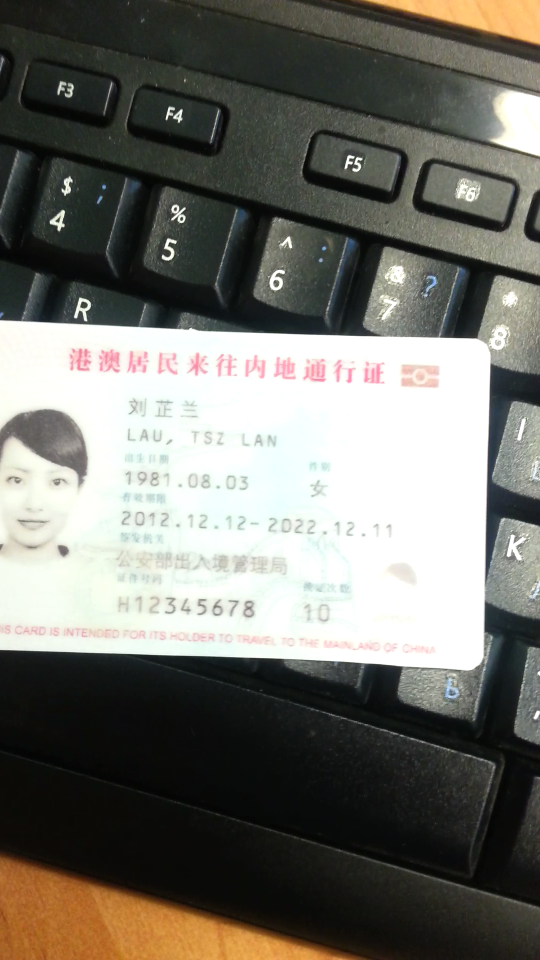 F3
F4
F5
F6
$ ;
4
%
5
^ :
6
& ?
7
*
8
R
I
K
Ь
港澳居民来往内地通行证
刘芷兰
LAU, TSZ LAN
出生日期 性别
1981.08.03 女
有效期限
2012.12.12-2022.12.11
签发机关
公安部出入境管理局
证件号码 换证次数
H12345678 10
IS CARD IS INTENDED FOR ITS HOLDER TO TRAVEL TO THE MAINLAND OF CHINA